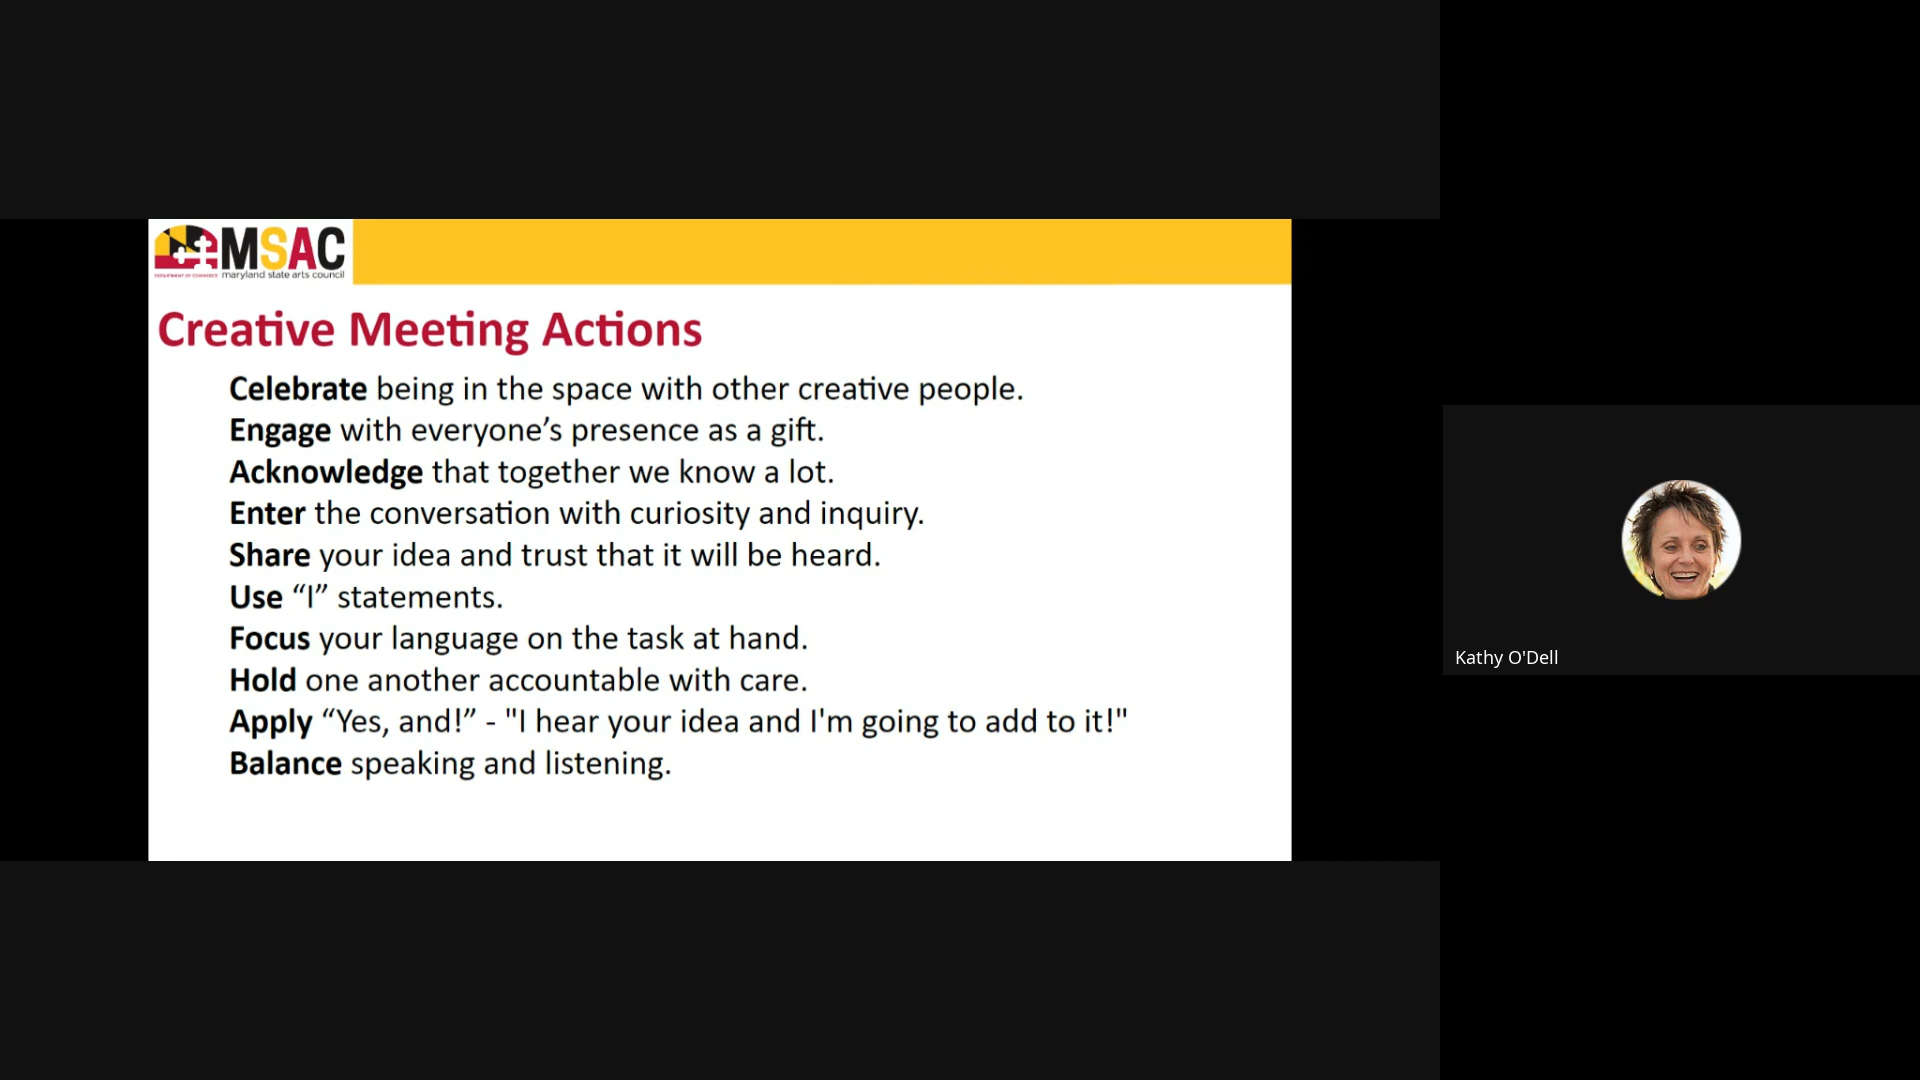 MSAC
DEPARTMENT OF COMMERCE
maryland state arts council
Creative Meeting Actions
Celebrate being in the space with other creative people.
Engage with everyone’s presence as a gift.
Acknowledge that together we know a lot.
Enter the conversation with curiosity and inquiry.
Share your idea and trust that it will be heard.
Use “I” statements.
Focus your language on the task at hand.
Hold one another accountable with care.
Apply “Yes, and!” - "I hear your idea and I'm going to add to it!"
Balance speaking and listening.
Kathy O'Dell